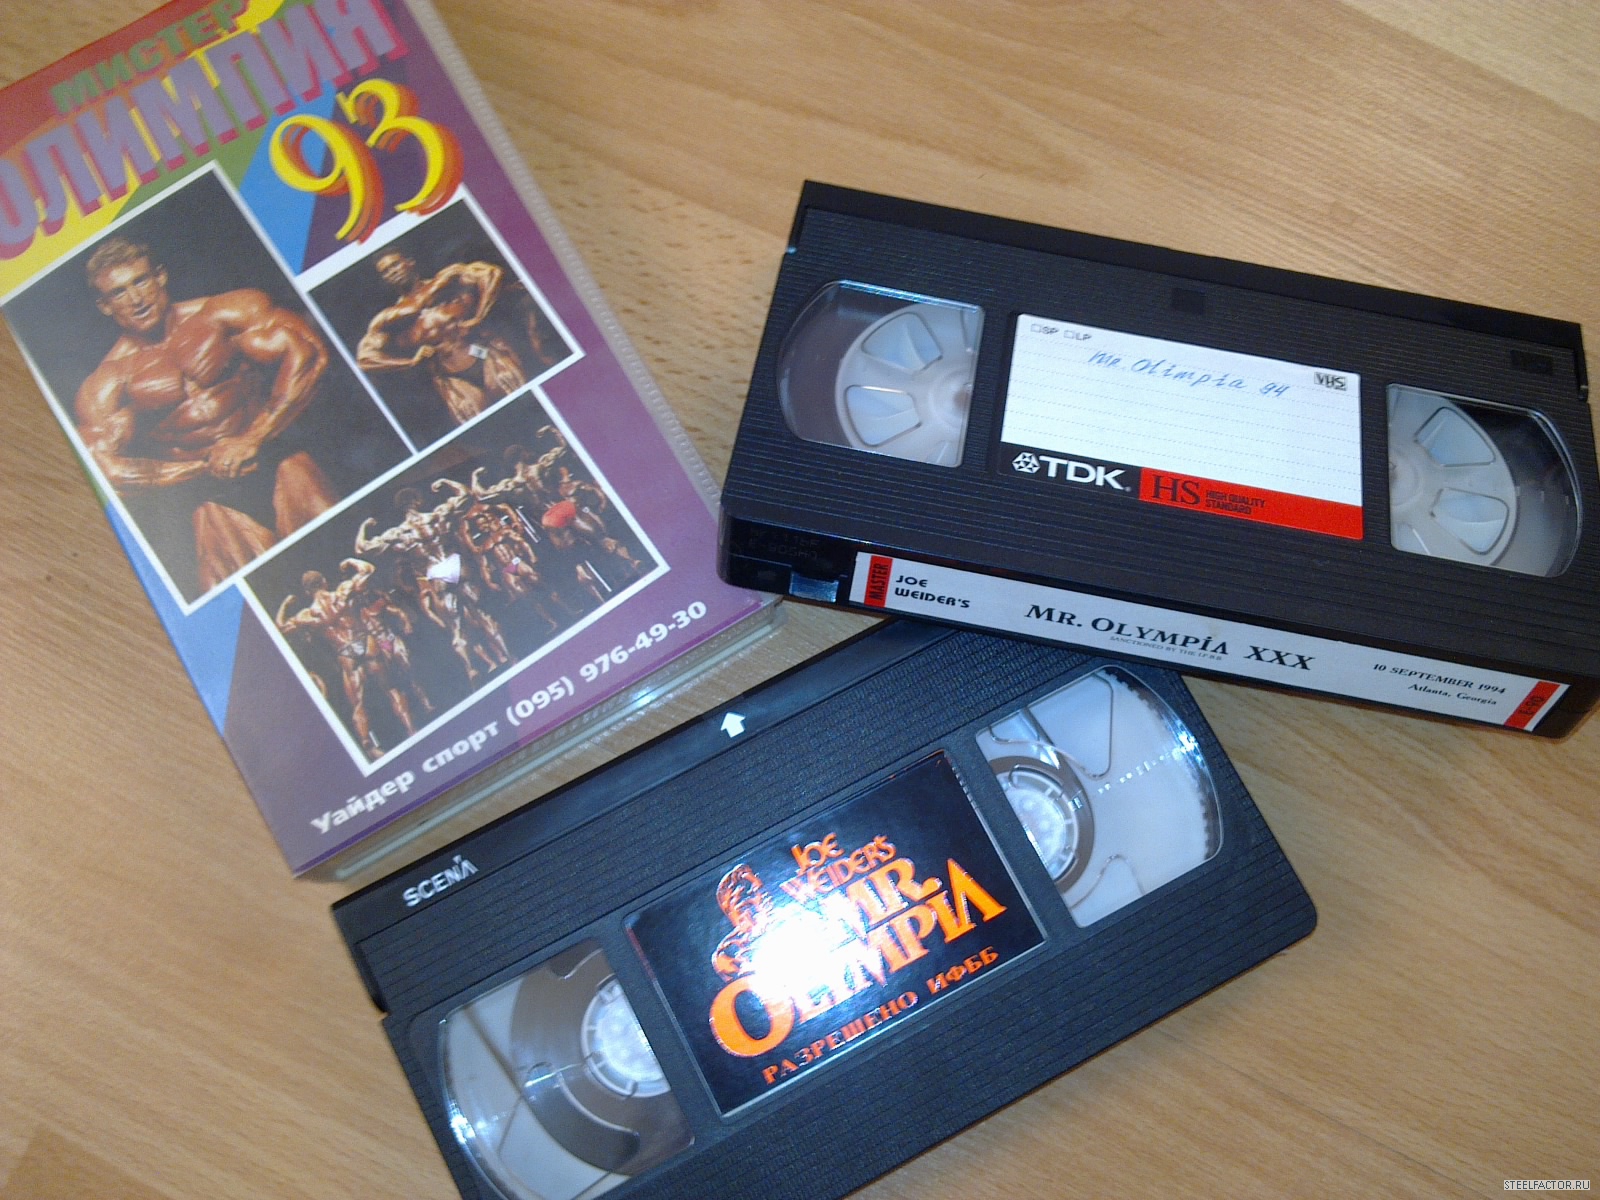 МИСТЕР
ОЛИМПИЯ
93
Уайдер спорт (095) 976-49-30
SP LP
Mr. Olimpia 94
VHS
TDK
HS HIGH QUALITY
STANDARD
MASTER
JOE
WEIDER'S
MR. OLYMPIA XXX
SANCTIONED BY THE I.F.B.B.
10 SEPTEMBER 1994
Atlanta, Georgia
SCENA
JOE
WEIDER'S
MR.
OLIMPIA
РАЗРЕШЕНО ИФББ
STEELFACTOR.RU